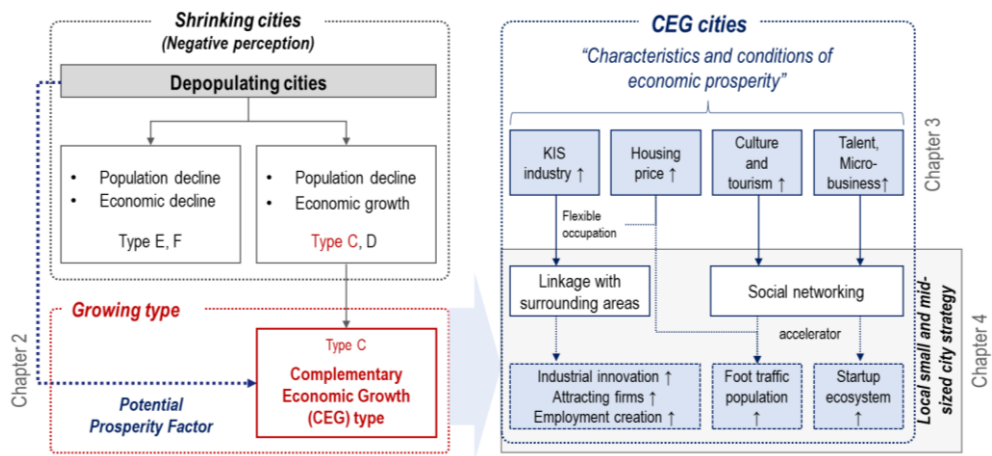 Shrinking cities
(Negative perception)
Depopulating cities
• Population decline
• Economic decline
Type E, F
• Population decline
• Economic growth
Type C, D
Growing type
Type C
Complementary
Economic Growth
(CEG) type
Potential
Prosperity Factor
Chapter 2
CEG cities
“Characteristics and conditions of
economic prosperity”
KIS
industry ↑
Housing
price ↑
Culture
and
tourism ↑
Talent,
Micro-
business↑
Chapter 3
Flexible
occupation
Linkage with
surrounding areas
Social networking
accelerator
Industrial innovation ↑
Attracting firms ↑
Employment creation ↑
Foot traffic
population
↑
Startup
ecosystem
↑
Local small and mid-
sized city strategy
Chapter 4